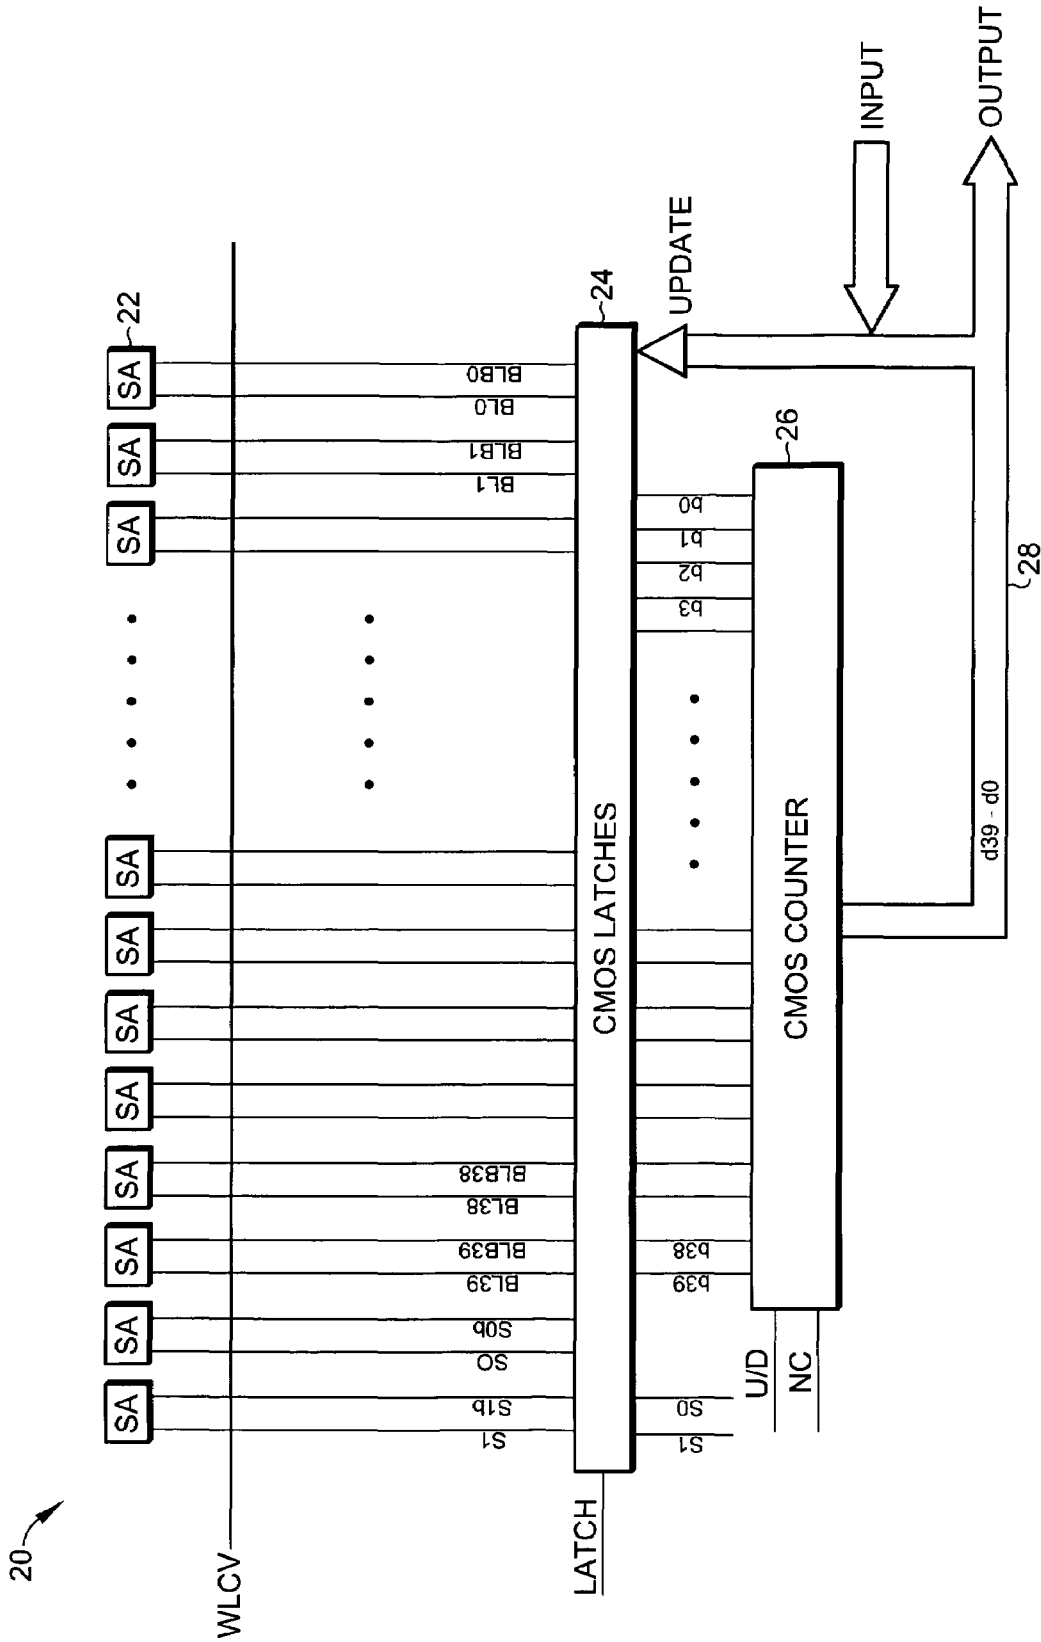 20
SA
SA
SA
SA
SA
SA
SA
SA
SA
SA
SA
SA
22
WLCV
S1
S1b
SO
S0b
BL39
BLB39
BL38
BLB38
BL1
BLB1
BL0
BLB0
LATCH
CMOS LATCHES
24
S1
S0
b39
b38
b3
b2
b1
b0
UPDATE
U/D
NC
CMOS COUNTER
26
INPUT
d39 - d0
28
OUTPUT